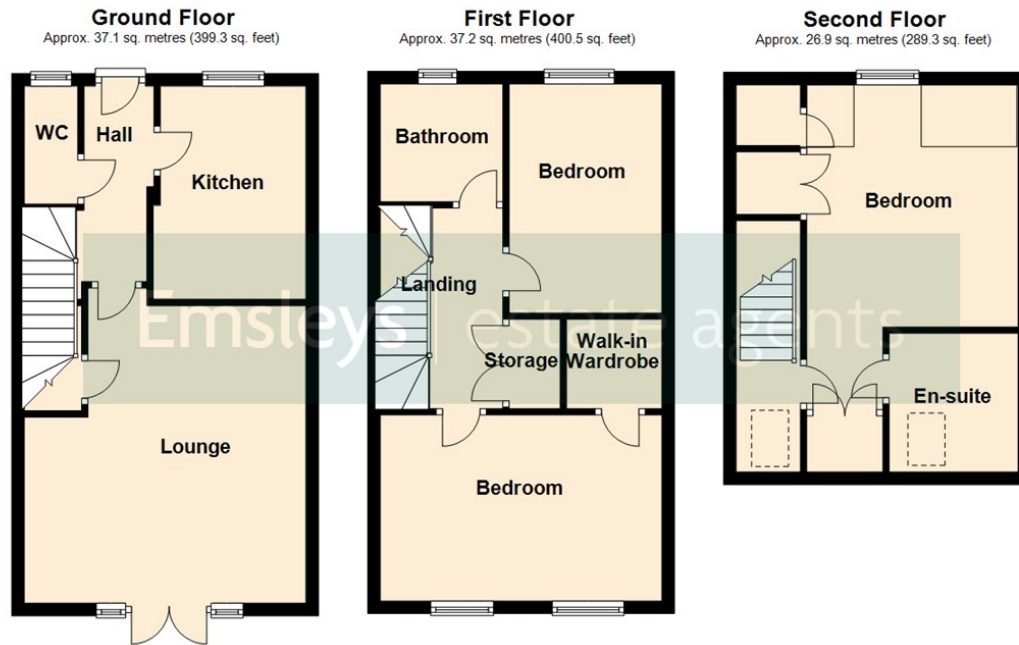 Ground Floor
Approx. 37.1 sq. metres (399.3 sq. feet)
WC
Hall
Kitchen
Lounge
First Floor
Approx. 37.2 sq. metres (400.5 sq. feet)
Bathroom
Bedroom
Landing
Storage
Walk-in
Wardrobe
Bedroom
Second Floor
Approx. 26.9 sq. metres (289.3 sq. feet)
Bedroom
En-suite
Emsleys | estate agents